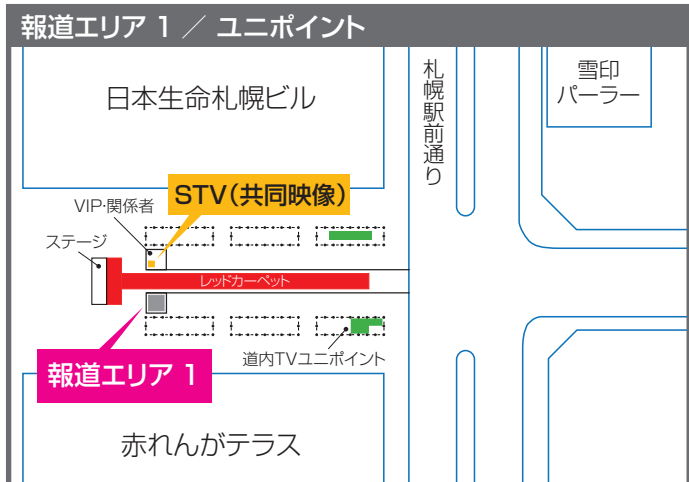 報道エリア 1 ／ ユニポイント
日本生命札幌ビル
札幌駅前通り
雪印
パーラー
STV（共同映像）
VIP・関係者
ステージ
レッドカーペット
道内TVユニポイント
報道エリア 1
赤れんがテラス